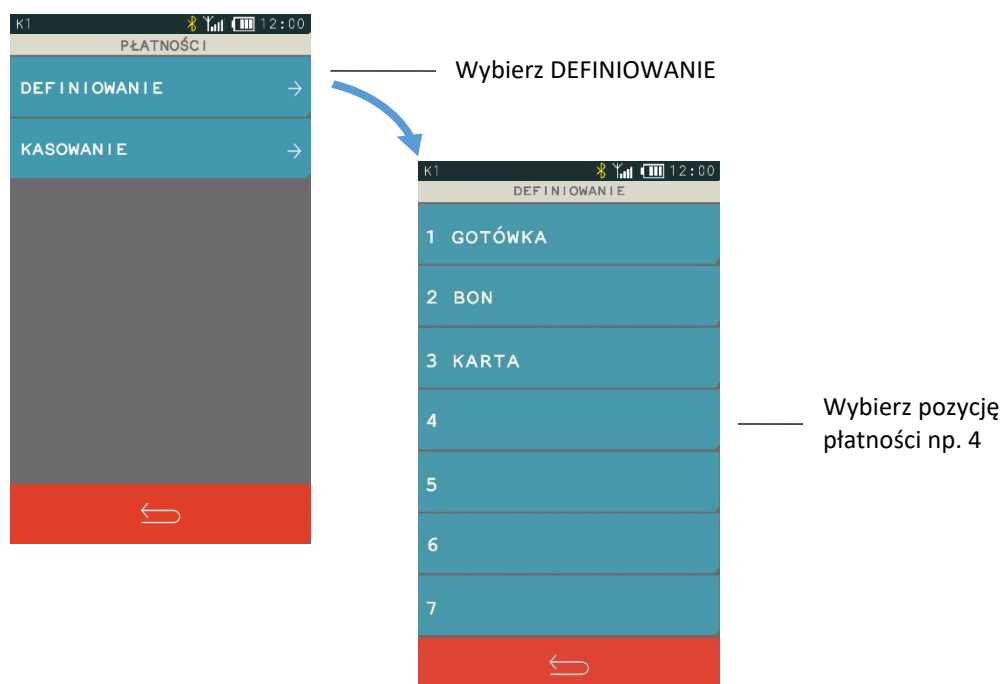 K1 12:00
PŁATNOŚCI
DEFINIOWANIE
KASOWANIE
Wybierz DEFINIOWANIE
K1 12:00
DEFINIOWANIE
1 GOTÓWKA
2 BON
3 KARTA
4
5
6
7
Wybierz pozycję
płatności np. 4